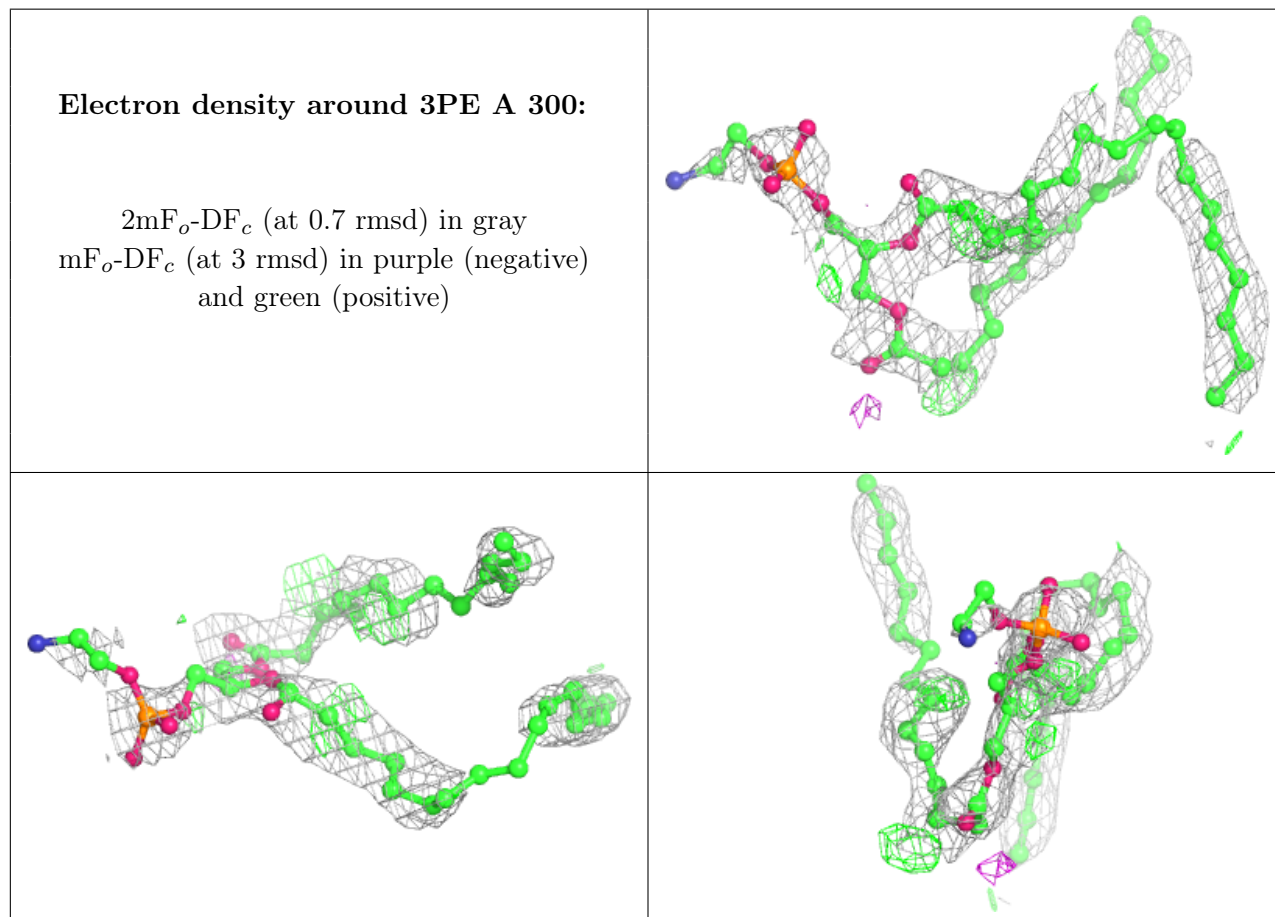 Electron density around 3PE A 300:
2mFo-DFc (at 0.7 rmsd) in gray
mFo-DFc (at 3 rmsd) in purple (negative)
and green (positive)